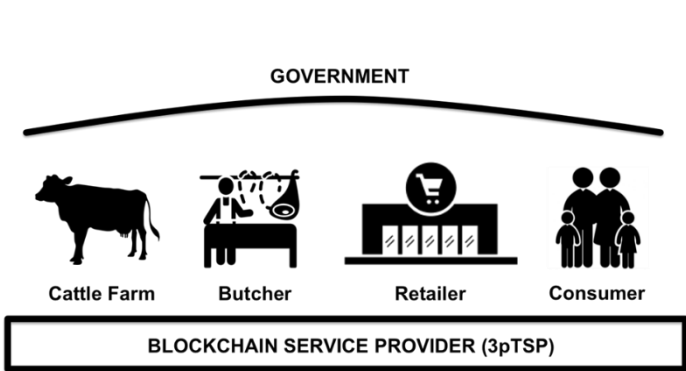 GOVERNMENT
Cattle Farm Butcher Retailer Consumer
BLOCKCHAIN SERVICE PROVIDER (3pTSP)